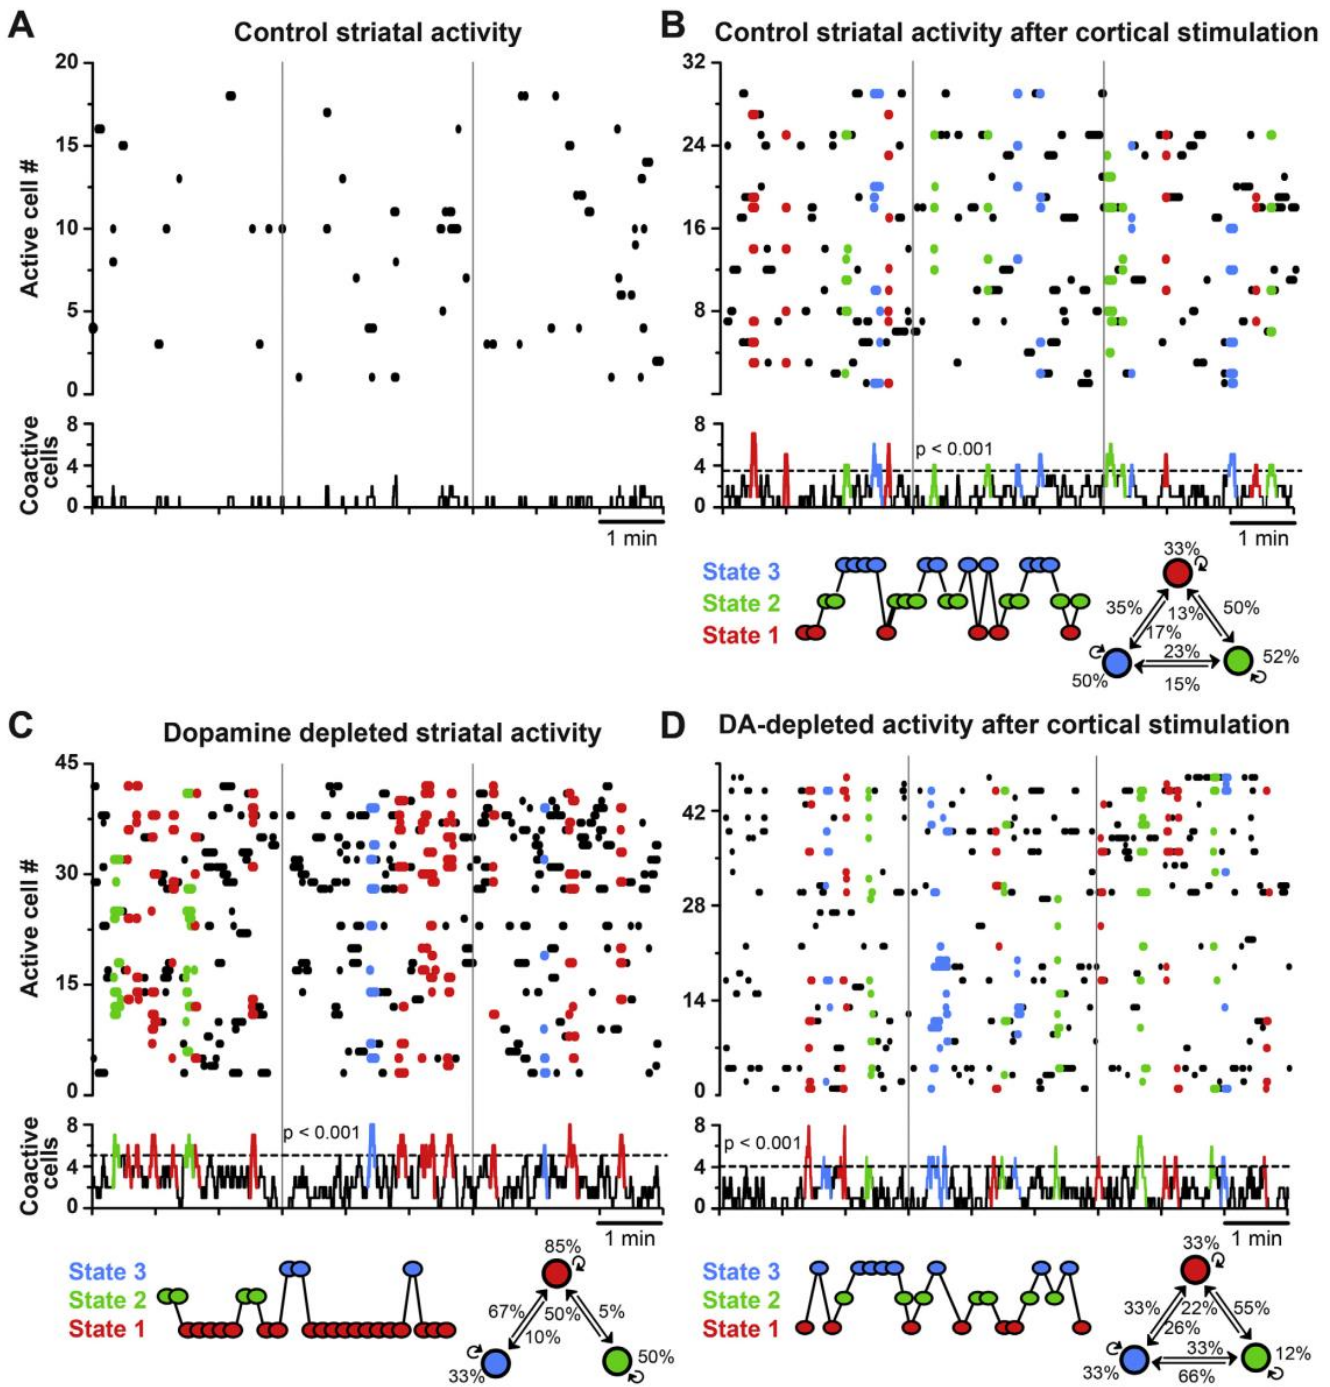 A
Control striatal activity
20
15
10
5
0
Active cell #
8
4
0
Coactive
cells
1 min
B
Control striatal activity after cortical stimulation
32
24
16
8
8
4
0
p < 0.001
1 min
State 3
State 2
State 1
33%
35%
13%
50%
17%
23%
52%
50%
15%
C
Dopamine depleted striatal activity
45
30
15
0
Active cell #
8
4
0
Coactive
cells
p < 0.001
1 min
State 3
State 2
State 1
85%
67%
50%
5%
10%
50%
33%
D
DA-depleted activity after cortical stimulation
42
28
14
0
8
4
0
p < 0.001
1 min
State 3
State 2
State 1
33%
33%
22%
55%
26%
33%
12%
33%
66%